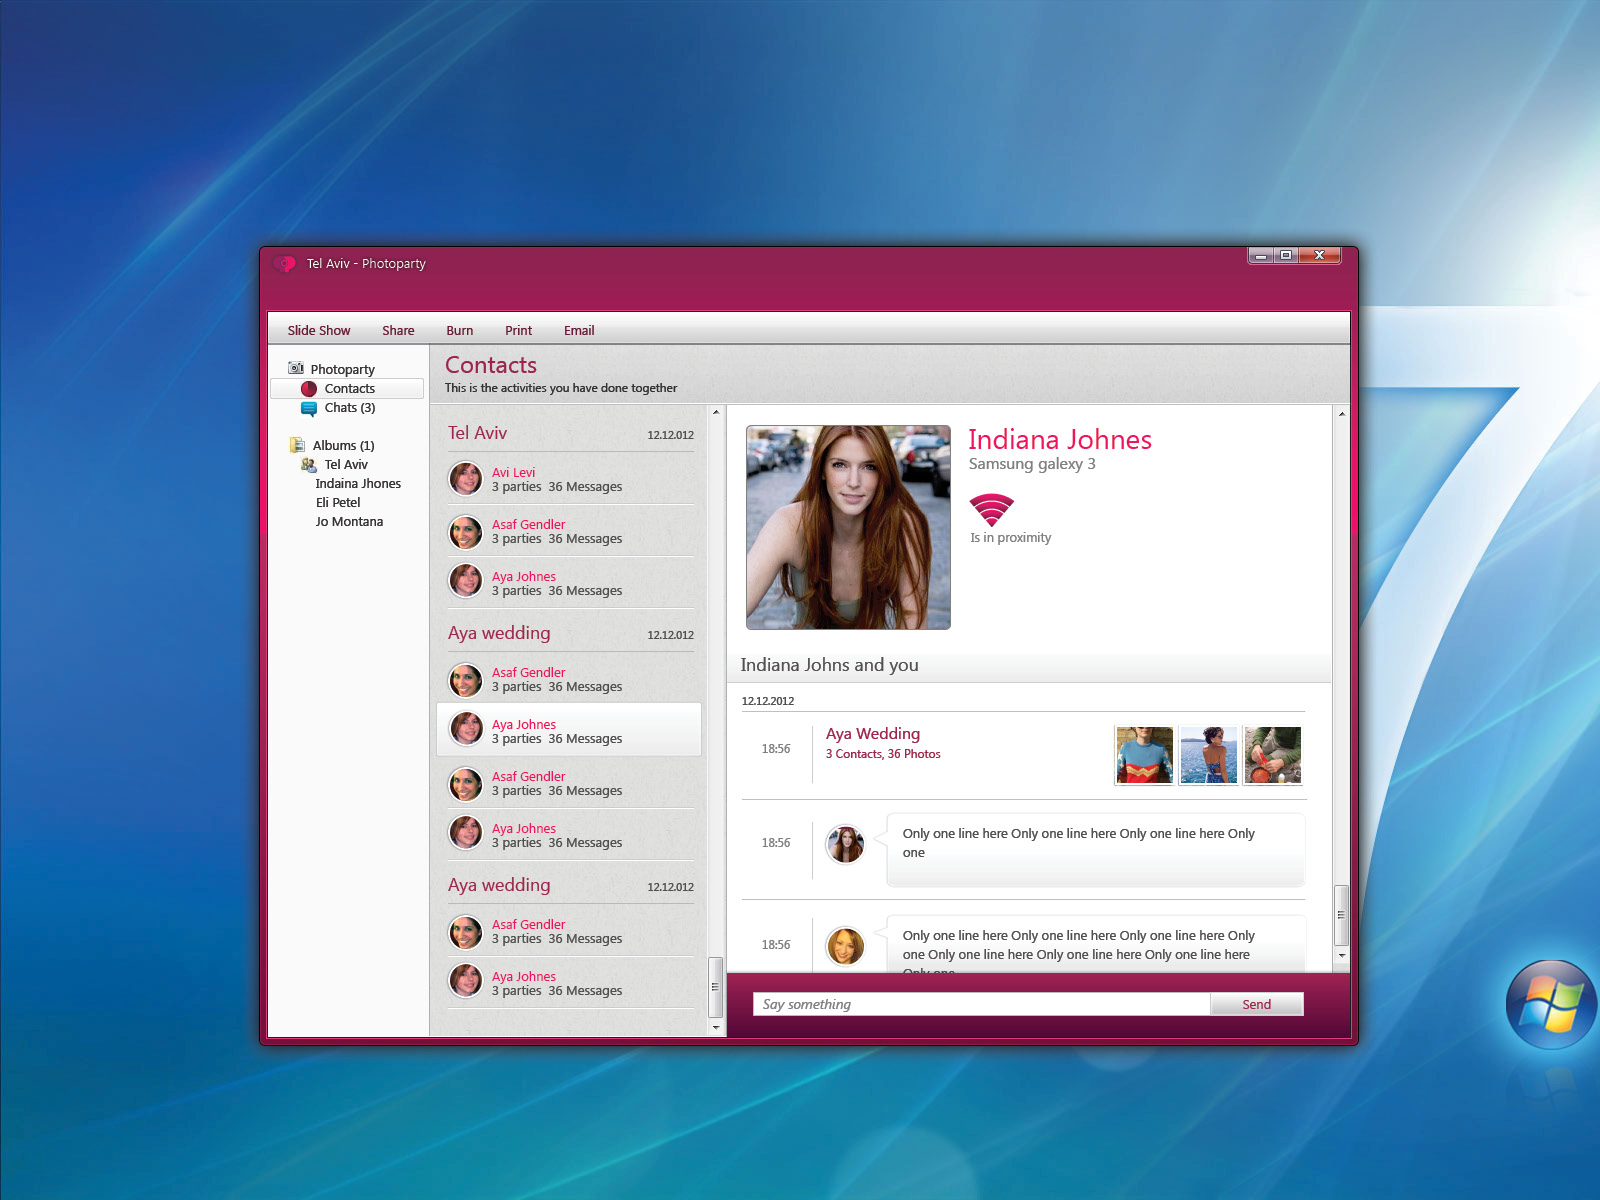 Tel Aviv - Photoparty
Slide Show Share Burn Print Email
Photoparty
Contacts
Chats (3)
Albums (1)
Tel Aviv
Indaina Jhones
Eli Petel
Jo Montana
Contacts
This is the activities you have done together
Tel Aviv 12.12.012
Avi Levi
3 parties 36 Messages
Asaf Gendler
3 parties 36 Messages
Aya Johnes
3 parties 36 Messages
Aya wedding 12.12.012
Asaf Gendler
3 parties 36 Messages
Aya Johnes
3 parties 36 Messages
Asaf Gendler
3 parties 36 Messages
Aya Johnes
3 parties 36 Messages
Aya wedding 12.12.012
Asaf Gendler
3 parties 36 Messages
Aya Johnes
3 parties 36 Messages
Indiana Johnes
Samsung galexy 3
Is in proximity
Indiana Johns and you
12.12.2012
18:56
Aya Wedding
3 Contacts, 36 Photos
18:56
Only one line here Only one line here Only one line here Only
one
18:56
Only one line here Only one line here Only one line here Only
one Only one line here Only one line here Only one line here
Only one
Say something
Send
7